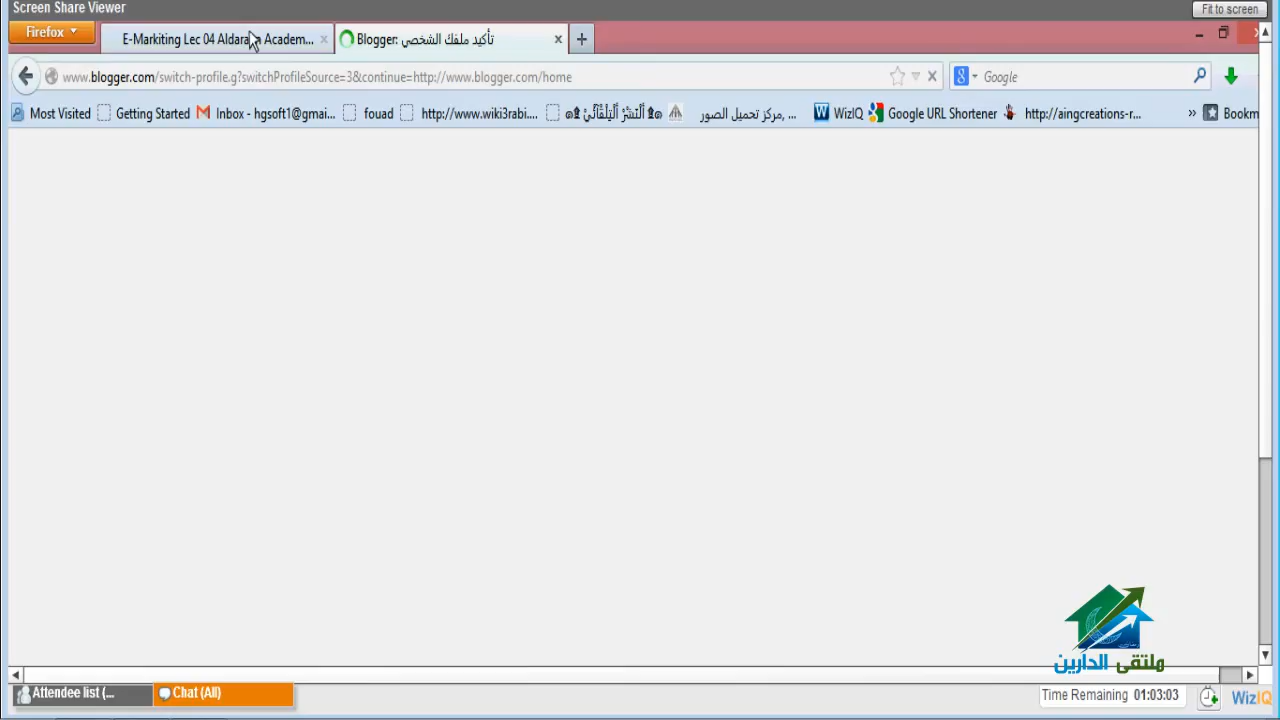 Screen Share Viewer
Fit to screen
Firefox
E-Markiting Lec 04 Aldara Academ...
Blogger: تأكيد ملفك الشخصي
www.blogger.com/switch-profile.g?switchProfileSource=3&continue=http://www.blogger.com/home
Google
Most Visited
Getting Started
Inbox - hgsoft1@gmai...
fouad
http://www.wiki3rabi...
مركز تحميل الصور, ...
WizIQ
Google URL Shortener
http://aingcreations-r...
»
Bookm
ملتقى الدارين
Attendee list (...
Chat (All)
Time Remaining 01:03:03
WizIQ